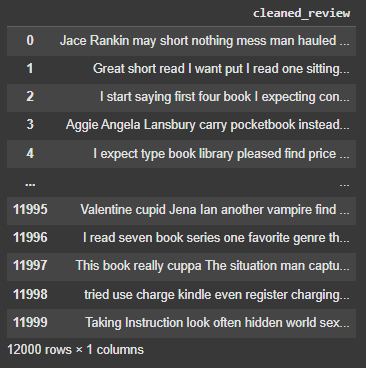 cleaned_review
0 Jace Rankin may short nothing mess man hauled ...
1 Great short read I want put I read one sitting...
2 I start saying first four book I expecting con...
3 Aggie Angela Lansbury carry pocketbook instead...
4 I expect type book library pleased find price ...
... ...
11995 Valentine cupid Jena Ian another vampire find ...
11996 I read seven book series one favorite genre th...
11997 This book really cuppa The situation man captu...
11998 tried use charge kindle even register charging...
11999 Taking Instruction look often hidden world sex...
12000 rows × 1 columns